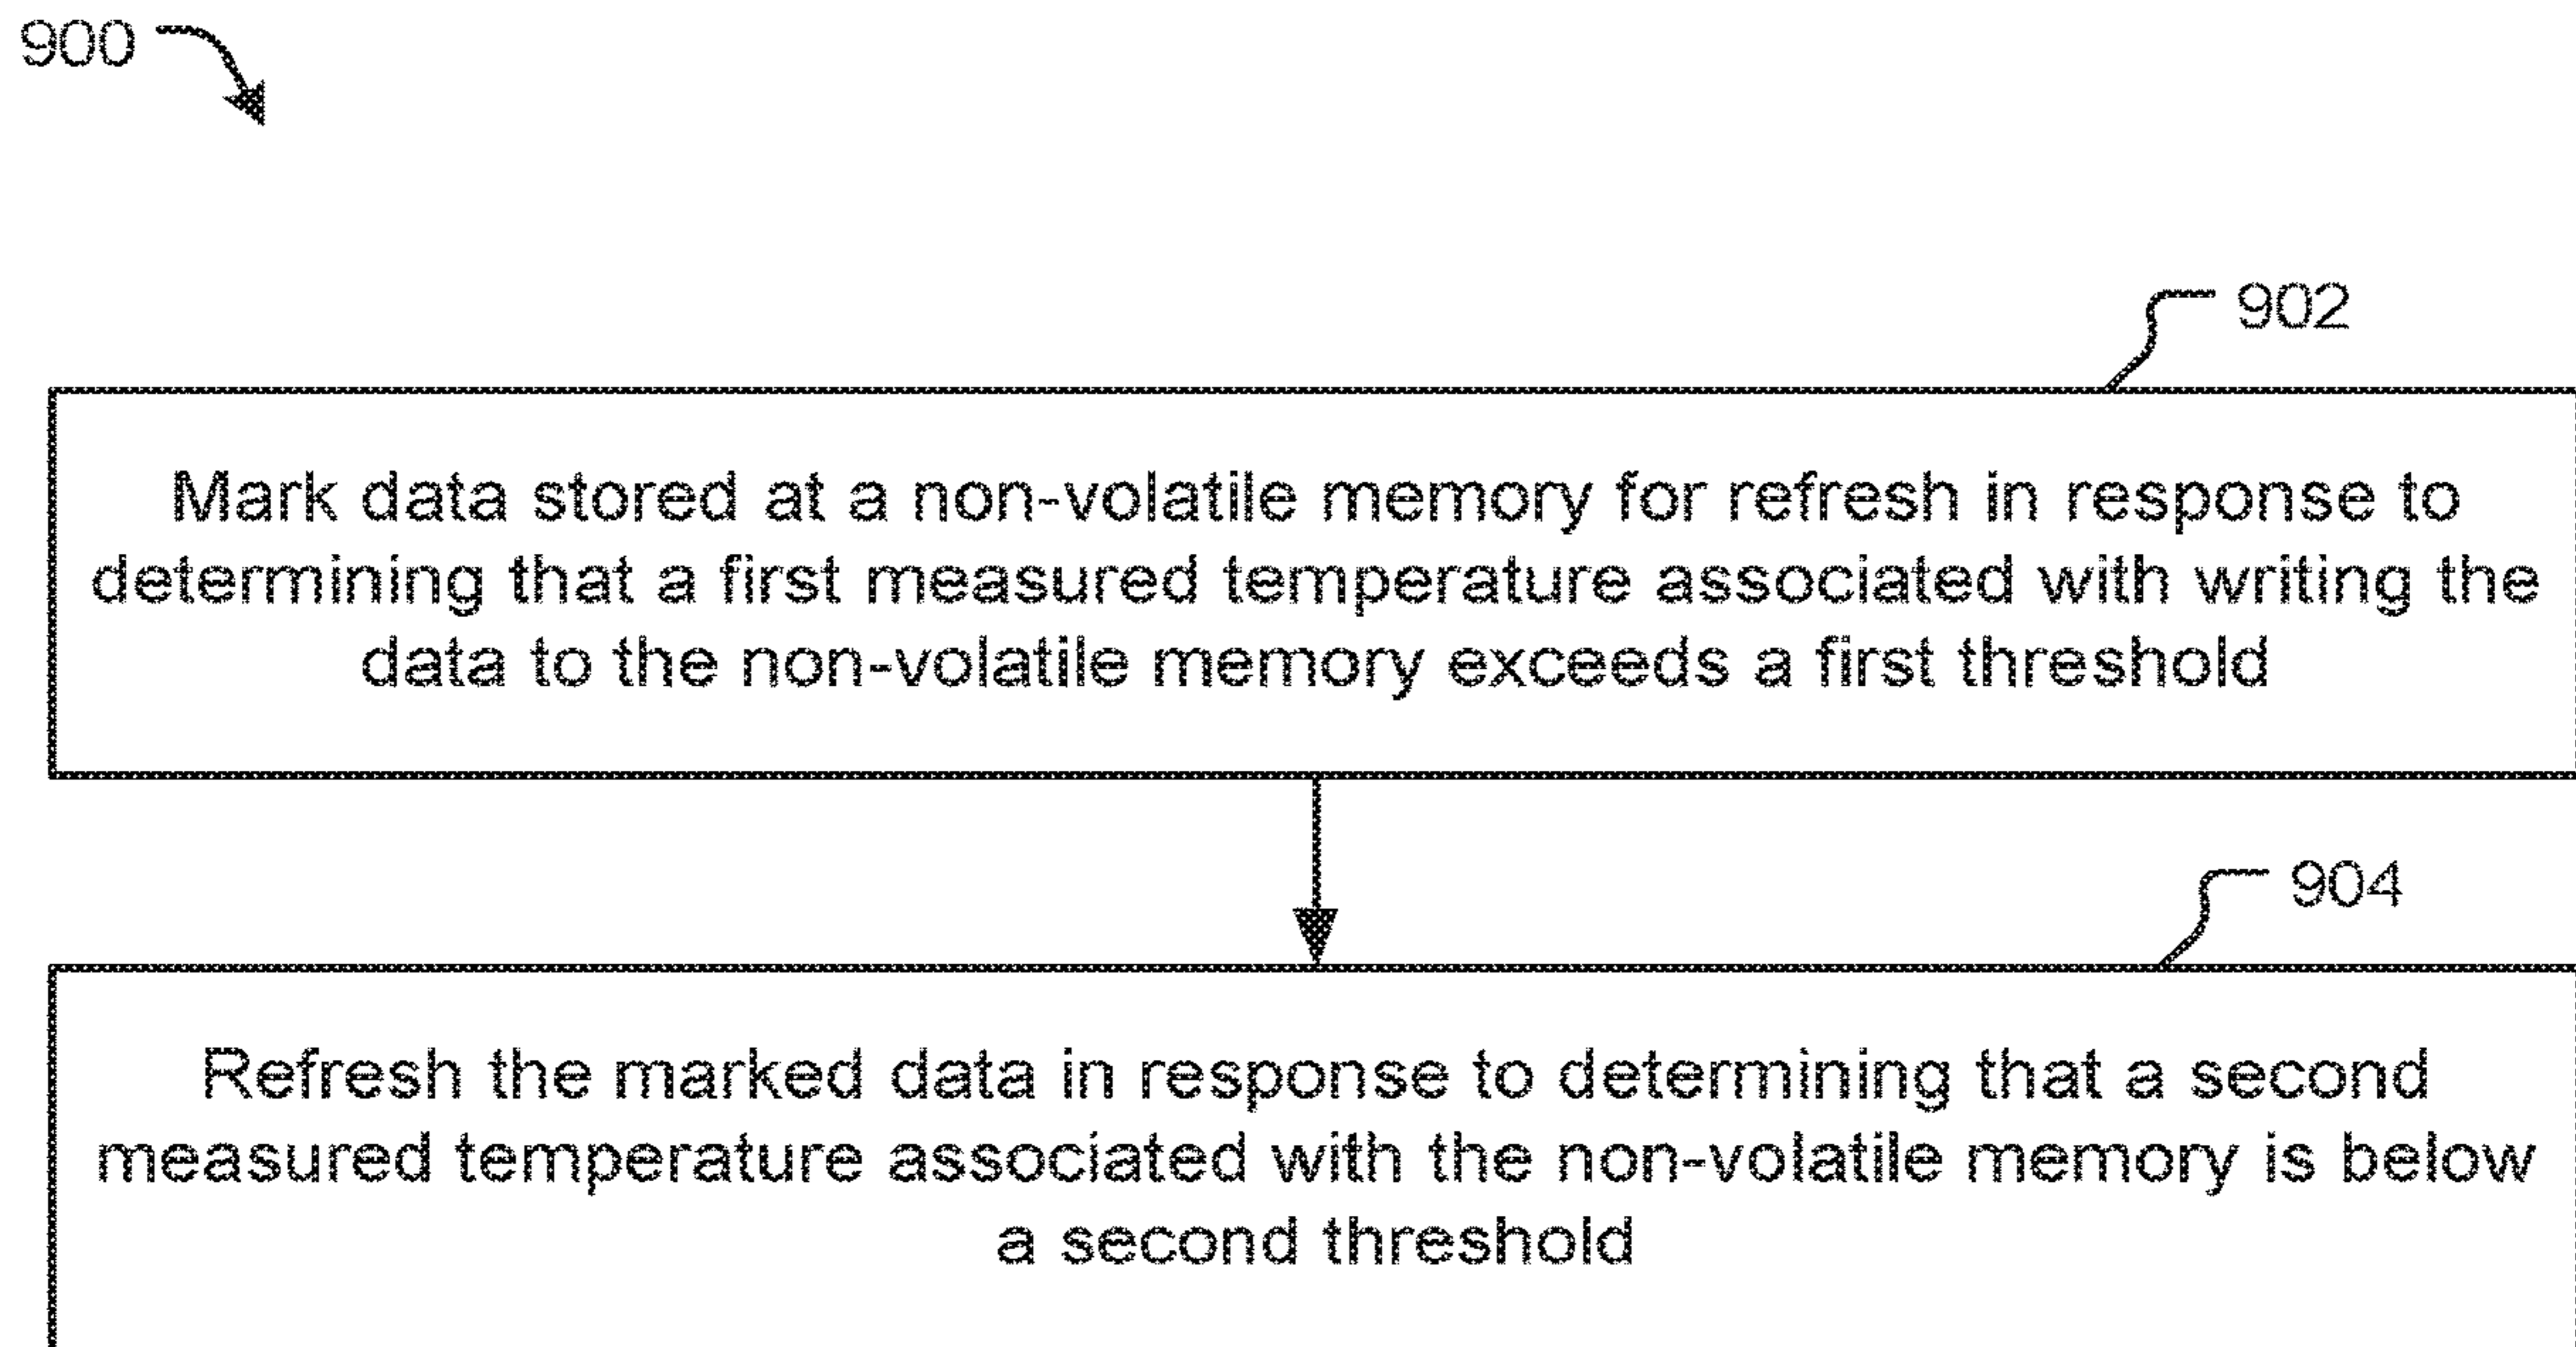 900
902
Mark data stored at a non-volatile memory for refresh in response to
determining that a first measured temperature associated with writing the
data to the non-volatile memory exceeds a first threshold
904
Refresh the marked data in response to determining that a second
measured temperature associated with the non-volatile memory is below
a second threshold